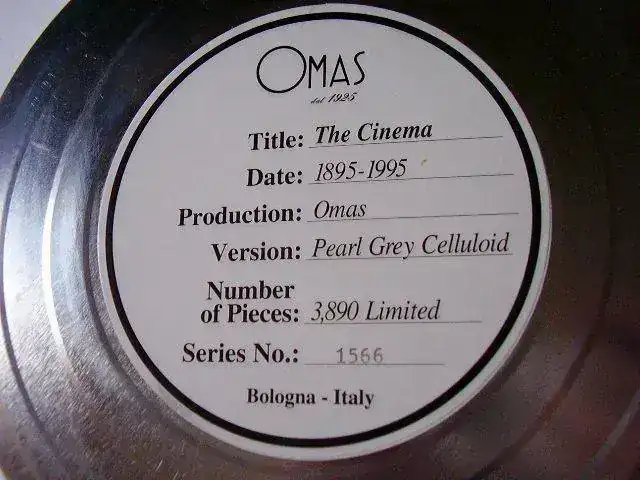 OMAS
dal 1925
Title: The Cinema
Date: 1895-1995
Production: Omas
Version: Pearl Grey Celluloid
Number
of Pieces: 3,890 Limited
Series No.: 1566
Bologna - Italy